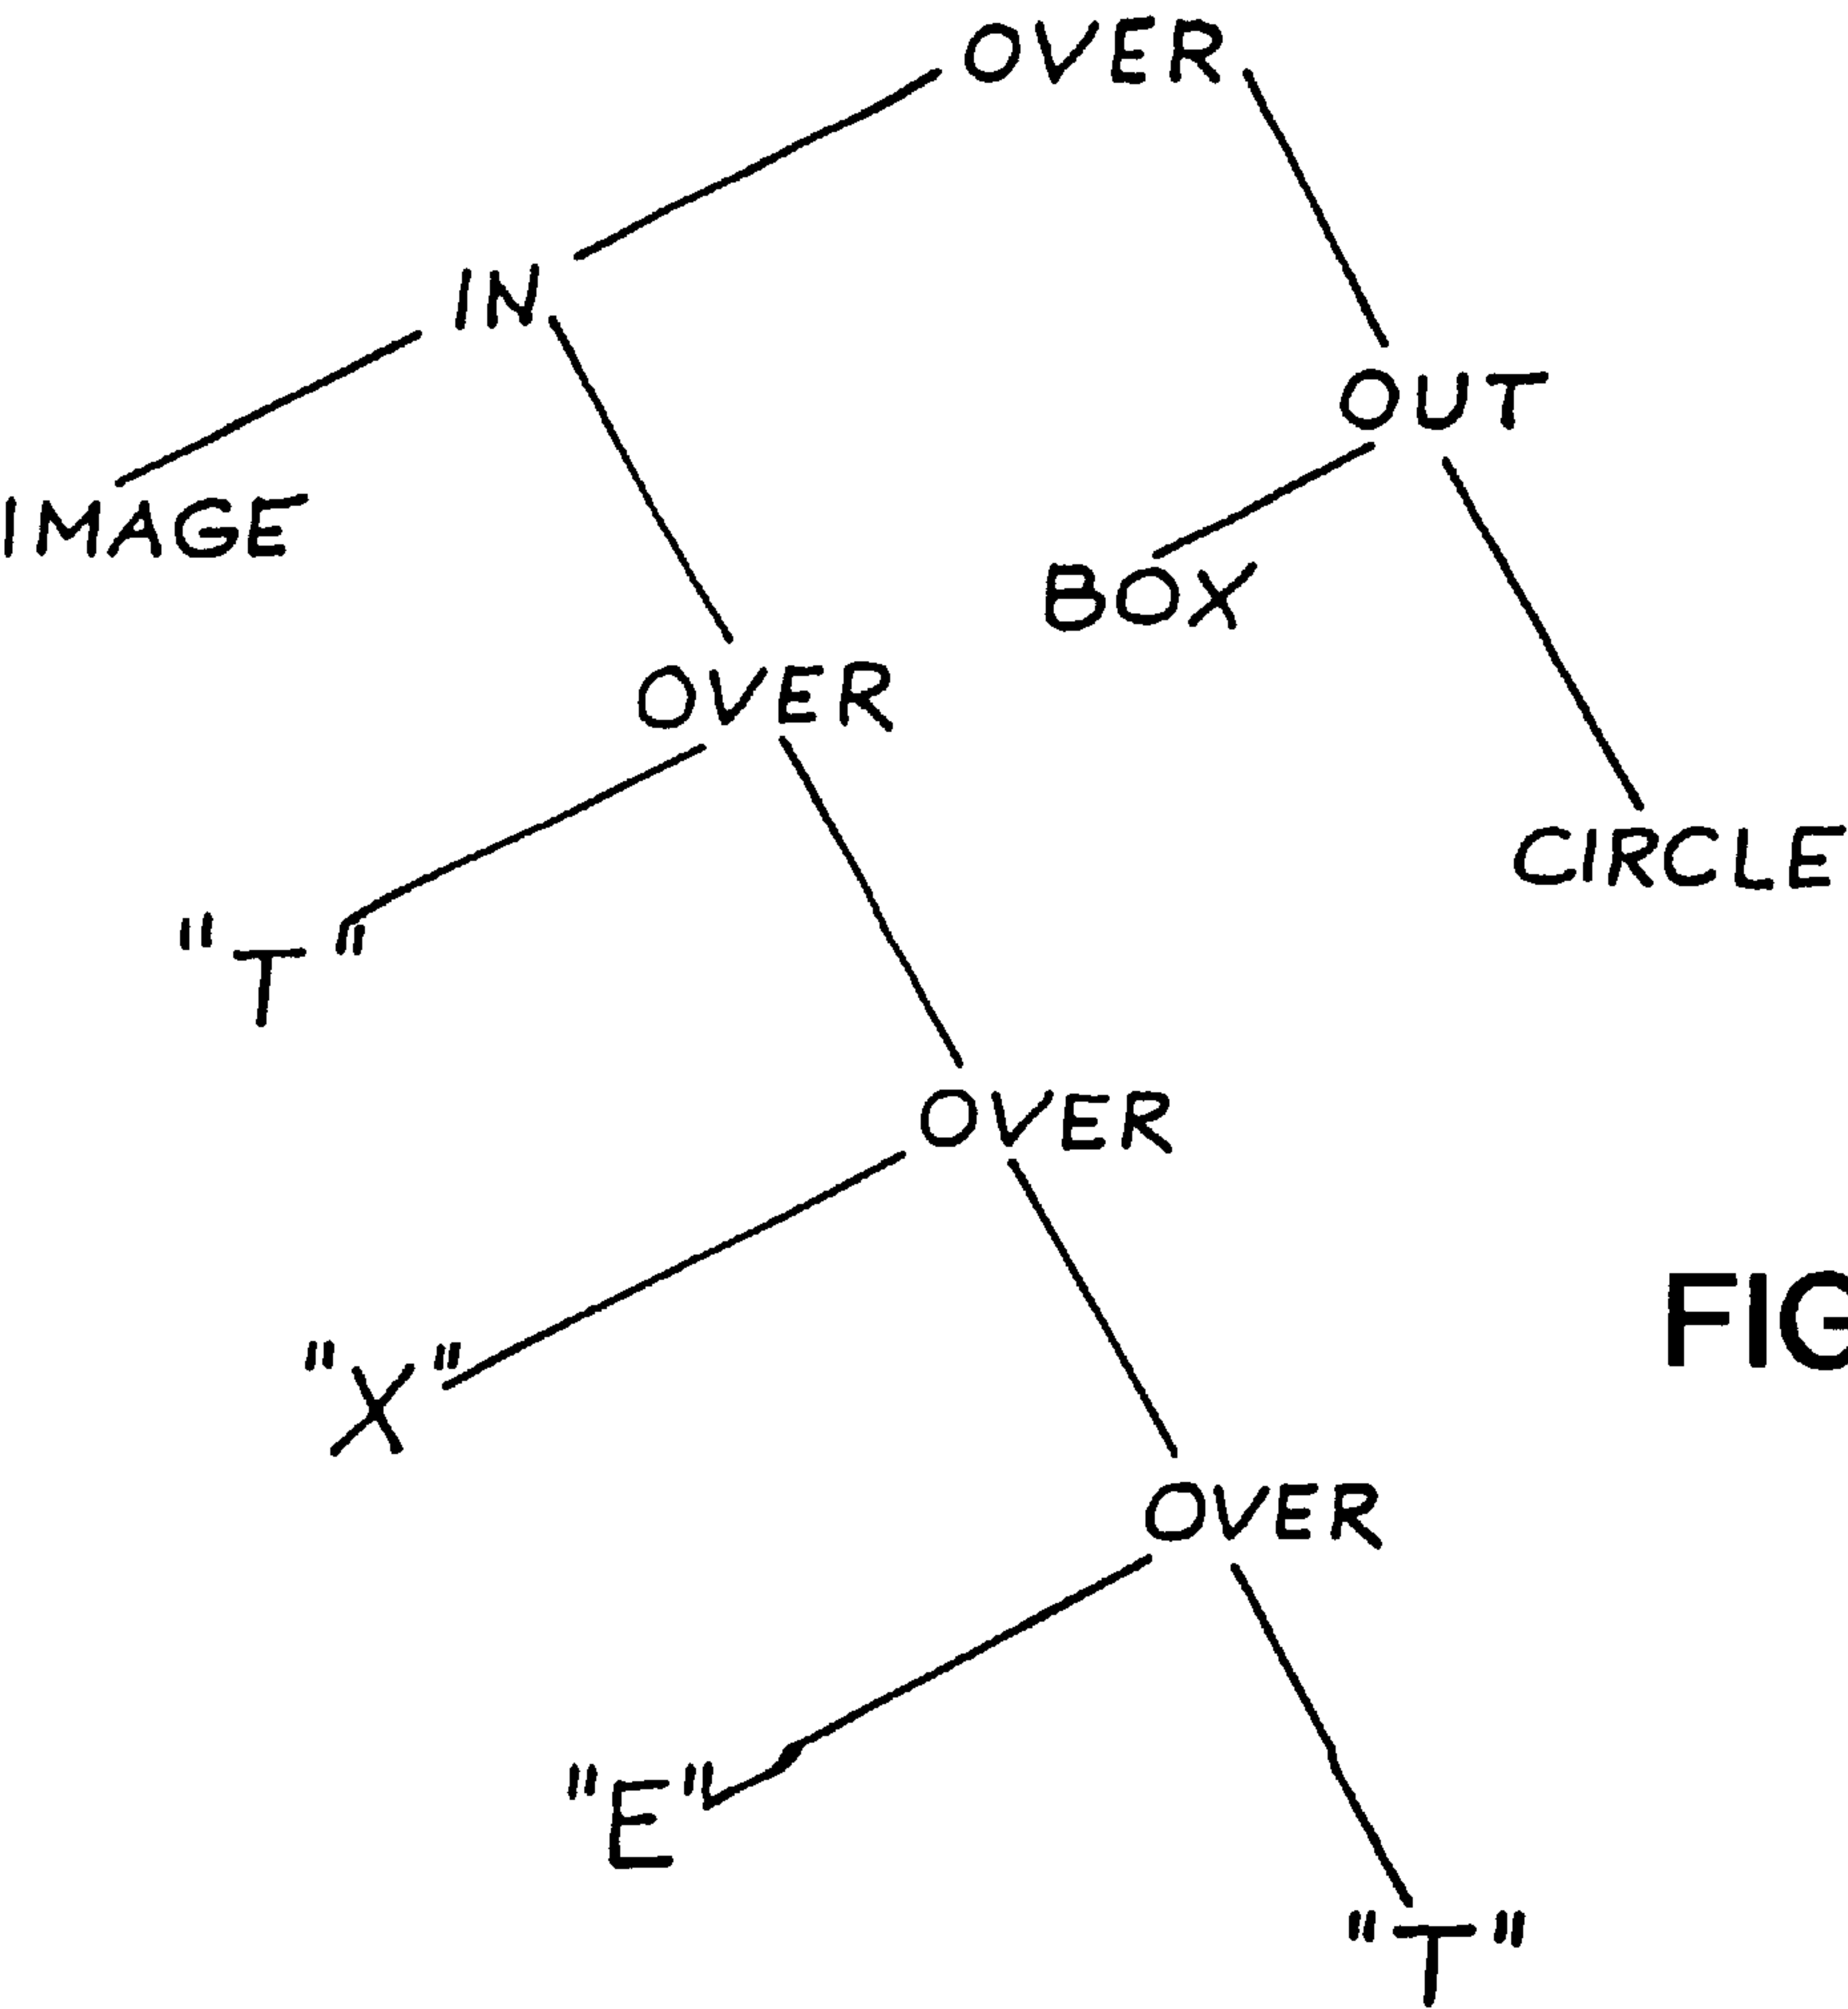 OVER
IN
OUT
IMAGE
BOX
OVER
CIRCLE
"T"
OVER
"X"
FIG
OVER
"E"
"T"